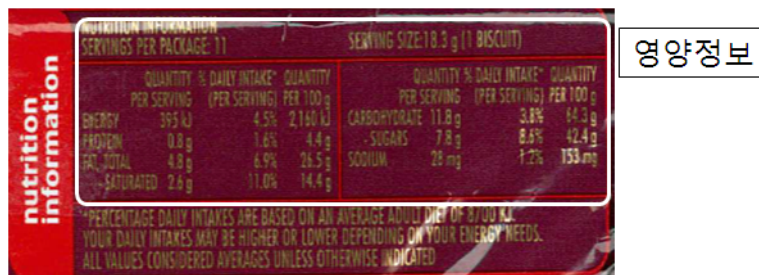 nutrition
information
NUTRITION INFORMATION
SERVINGS PER PACKAGE: 11 SERVING SIZE: 18.3 g (1 BISCUIT)
QUANTITY % DAILY INTAKE* QUANTITY
PER SERVING (PER SERVING) PER 100 g
ENERGY 395 kJ 4.5% 2,160 kJ
PROTEIN 0.8 g 1.6% 4.4 g
FAT, TOTAL 4.8 g 6.9% 26.5 g
- SATURATED 2.6 g 11.0% 14.4 g
QUANTITY % DAILY INTAKE* QUANTITY
PER SERVING (PER SERVING) PER 100 g
CARBOHYDRATE 11.8 g 3.8% 64.3 g
- SUGARS 7.8 g 8.6% 42.4 g
SODIUM 28 mg 1.2% 153 mg
*PERCENTAGE DAILY INTAKES ARE BASED ON AN AVERAGE ADULT DIET OF 8700 KJ.
YOUR DAILY INTAKES MAY BE HIGHER OR LOWER DEPENDING ON YOUR ENERGY NEEDS.
ALL VALUES CONSIDERED AVERAGES UNLESS OTHERWISE INDICATED
영양정보